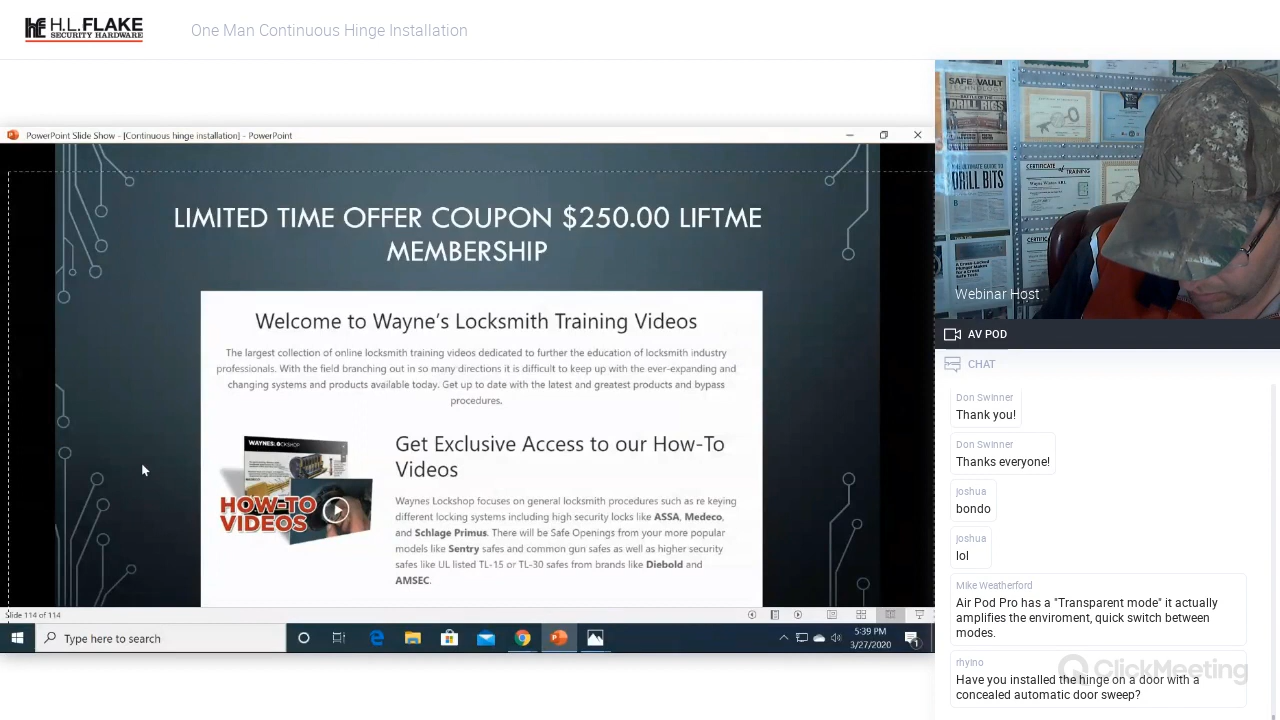 H.L.FLAKE
SECURITY HARDWARE
One Man Continuous Hinge Installation
PowerPoint Slide Show - [Continuous hinge installation] - PowerPoint
LIMITED TIME OFFER COUPON $250.00 LIFTME
MEMBERSHIP
Welcome to Wayne's Locksmith Training Videos
The largest collection of online locksmith training videos dedicated to further the education of locksmith industry
professionals. With the field branching out in so many directions it is difficult to keep up with the ever-expanding and
changing systems and products available today. Get up to date with the latest and greatest products and bypass
procedures.
HOW-TO
VIDEOS
Get Exclusive Access to our How-To
Videos
Waynes Lockshop focuses on general locksmith procedures such as re keying
different locking systems including high security locks like ASSA, Medeco,
and Schlage Primus. There will be Safe Openings from your more popular
models like Sentry safes and common gun safes as well as higher security
safes like UL listed TL-15 or TL-30 safes from brands like Diebold and
AMSEC.
Slide 114 of 114
Type here to search
5:39 PM
3/27/2020
1
SAFE & VAULT
DRILL RIGS
DRILL BITS
CERTIFICATE
TRAINING
Webinar Host
AV POD
CHAT
Don Swinner
Thank you!
Don Swinner
Thanks everyone!
joshua
bondo
joshua
lol
Mike Weatherford
Air Pod Pro has a "Transparent mode" it actually
amplifies the enviroment, quick switch between
modes.
rhyino
Have you installed the hinge on a door with a
concealed automatic door sweep?
ClickMeeting